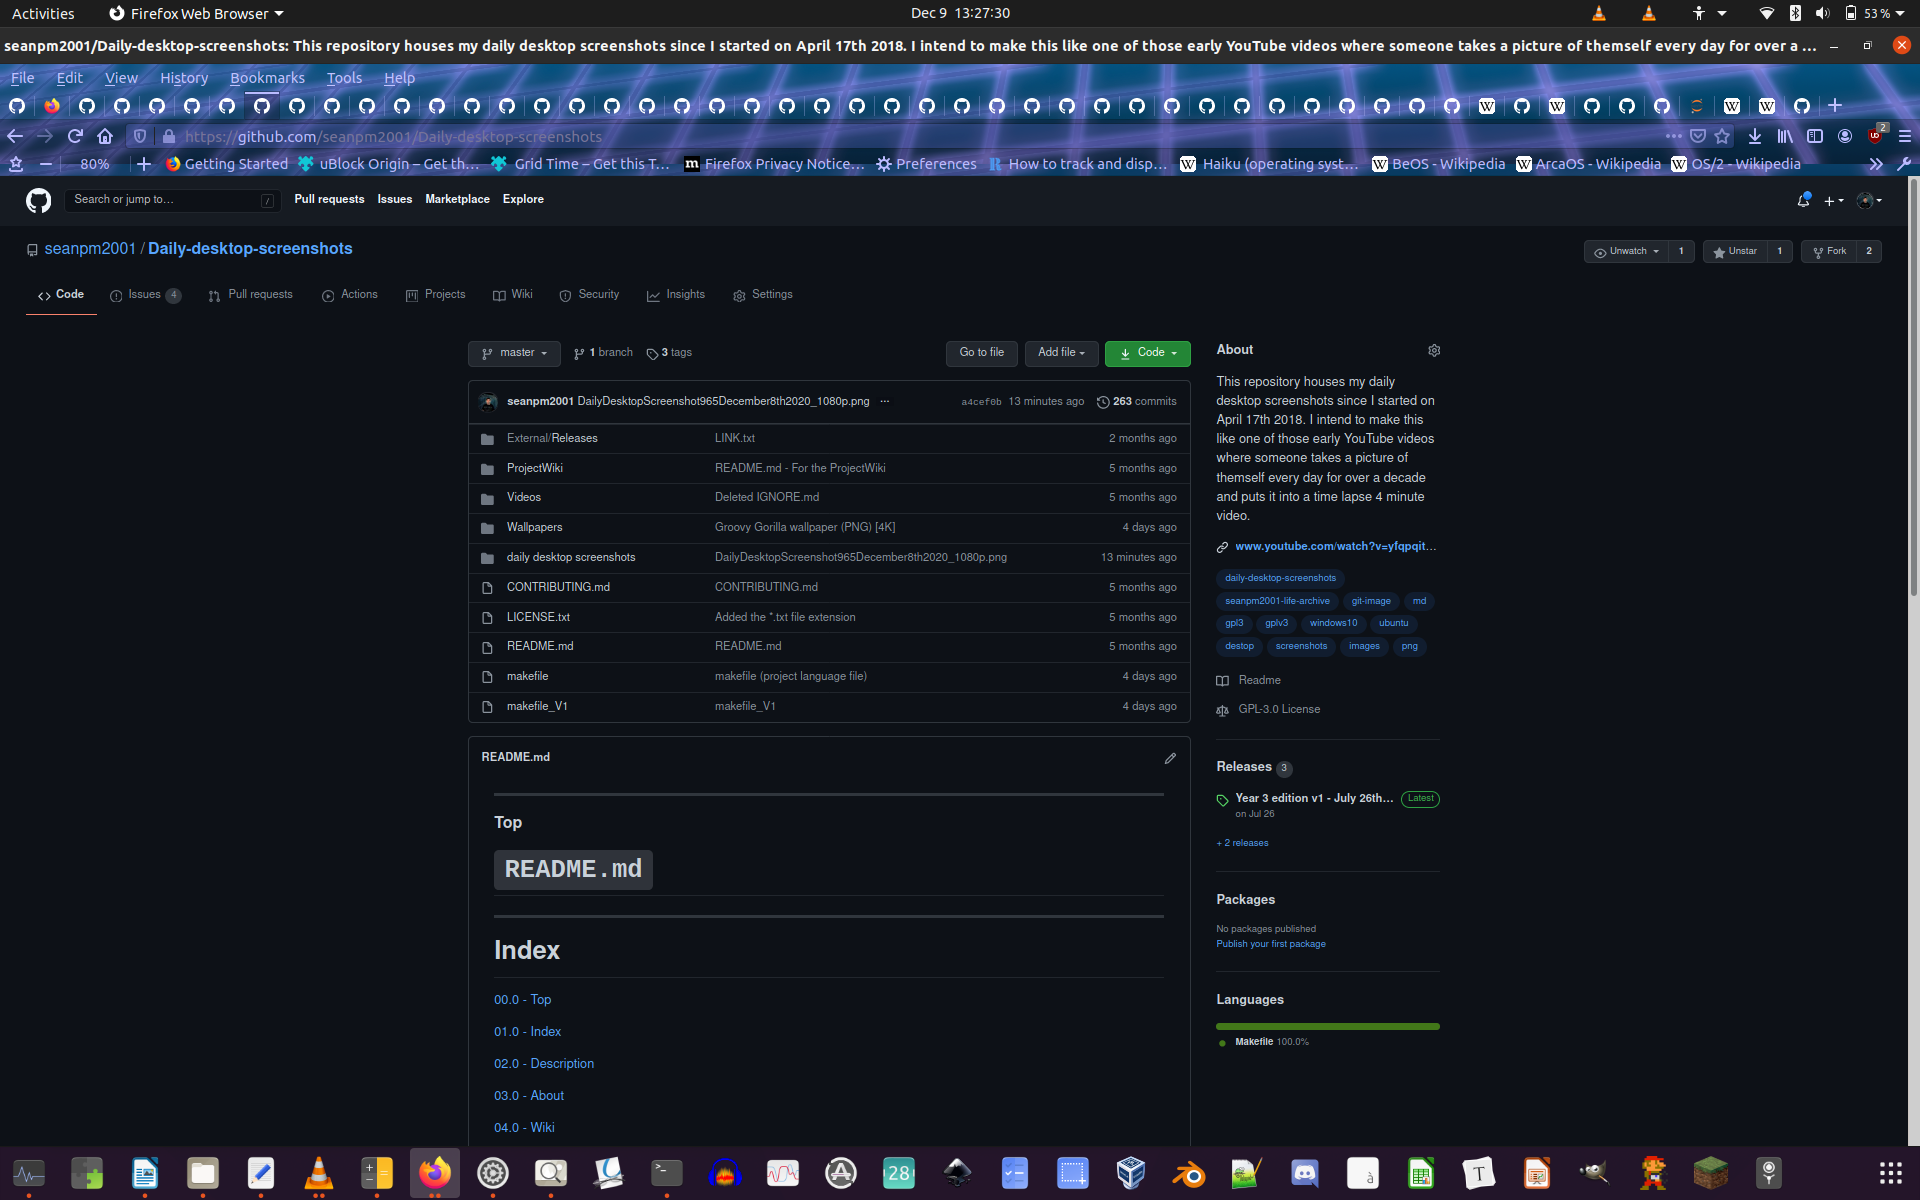 Activities Firefox Web Browser Dec 9 13:27:30 53 %
seanpm2001/Daily-desktop-screenshots: This repository houses my daily desktop screenshots since I started on April 17th 2018. I intend to make this like one of those early YouTube videos where someone takes a picture of themself every day for over a ...
File Edit View History Bookmarks Tools Help
https://github.com/seanpm2001/Daily-desktop-screenshots 2
80% Getting Started uBlock Origin – Get th… Grid Time – Get this T… Firefox Privacy Notice… Preferences How to track and disp… Haiku (operating syst… BeOS - Wikipedia ArcaOS - Wikipedia OS/2 - Wikipedia
Search or jump to… / Pull requests Issues Marketplace Explore
seanpm2001 / Daily-desktop-screenshots Unwatch 1 Unstar 1 Fork 2
Code Issues 4 Pull requests Actions Projects Wiki Security Insights Settings
master 1 branch 3 tags Go to file Add file Code
seanpm2001 DailyDesktopScreenshot965December8th2020_1080p.png ... a4cef0b 13 minutes ago 263 commits
External/Releases LINK.txt 2 months ago
ProjectWiki README.md - For the ProjectWiki 5 months ago
Videos Deleted IGNORE.md 5 months ago
Wallpapers Groovy Gorilla wallpaper (PNG) [4K] 4 days ago
daily desktop screenshots DailyDesktopScreenshot965December8th2020_1080p.png 13 minutes ago
CONTRIBUTING.md CONTRIBUTING.md 5 months ago
LICENSE.txt Added the *.txt file extension 5 months ago
README.md README.md 5 months ago
makefile makefile (project language file) 4 days ago
makefile_V1 makefile_V1 4 days ago
README.md
Top
README.md
Index
00.0 - Top
01.0 - Index
02.0 - Description
03.0 - About
04.0 - Wiki
About
This repository houses my daily
desktop screenshots since I started on
April 17th 2018. I intend to make this
like one of those early YouTube videos
where someone takes a picture of
themself every day for over a decade
and puts it into a time lapse 4 minute
video.
www.youtube.com/watch?v=yfqpqit…
daily-desktop-screenshots
seanpm2001-life-archive git-image md
gpl3 gplv3 windows10 ubuntu
destop screenshots images png
Readme
GPL-3.0 License
Releases 3
Year 3 edition v1 - July 26th… Latest
on Jul 26
+ 2 releases
Packages
No packages published
Publish your first package
Languages
Makefile 100.0%
28